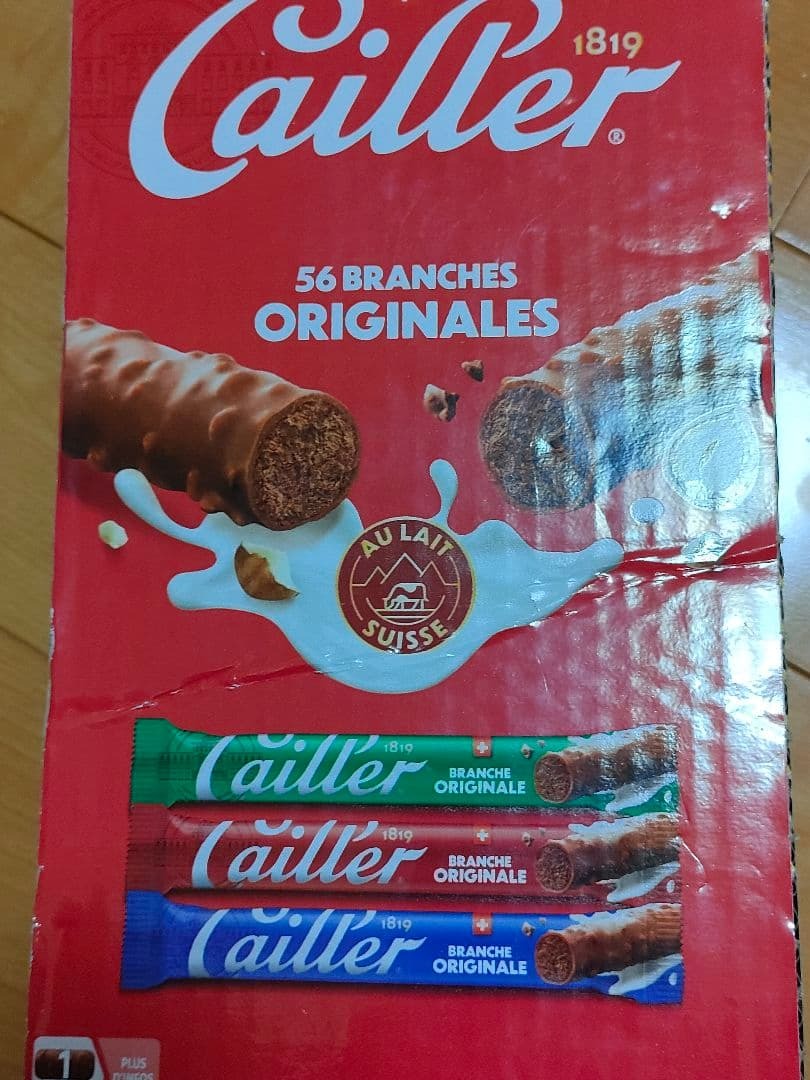 Cailler
1819
®
56 BRANCHES
ORIGINALES
AU LAIT
SUISSE
Cailler 1819
BRANCHE
ORIGINALE
Cailler 1819
BRANCHE
ORIGINALE
Cailler 1819
BRANCHE
ORIGINALE
1
PLUS
D'INFOS